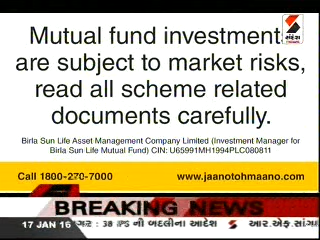 સંદેશ
Mutual fund investments
are subject to market risks,
read all scheme related
documents carefully.
Birla Sun Life Asset Management Company Limited (Investment Manager for
Birla Sun Life Mutual Fund) CIN: U65991MH1994PLC080811
Call 1800-270-7000 www.jaanotohmaano.com
BREAKING NEWS
17 JAN 16 ગર : 38 IPS ની બદલીના આદેશ આર.એફ.સાંગા